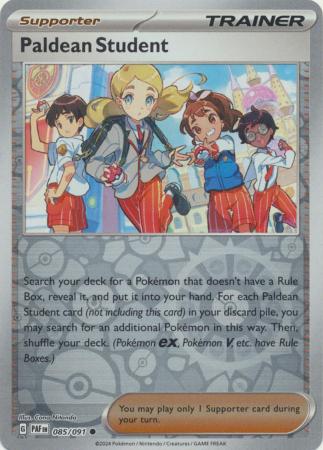 Supporter
TRAINER
Paldean Student
Search your deck for a Pokémon that doesn't have a Rule
Box, reveal it, and put it into your hand. For each Paldean
Student card (not including this card) in your discard pile, you
may search for an additional Pokémon in this way. Then,
shuffle your deck. (Pokémon ex, Pokémon V, etc. have Rule
Boxes.)
Illus. Cona Nitanda
You may play only 1 Supporter card during
your turn.
G PAF EN 085/091
©2024 Pokémon / Nintendo / Creatures / GAME FREAK